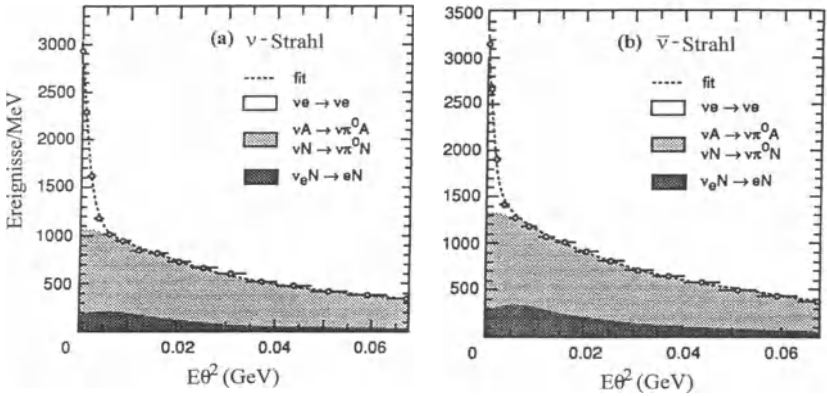 (a) ν-Strahl
fit
νe → νe
νA → νπ⁰A
νN → νπ⁰N
νₑN → eN
Ereignisse/MeV
3000
2500
2000
1500
1000
500
0.
0.02
0.04
0.06
Eθ² (GeV)
(b) ν̄-Strahl
fit
νe → νe
νA → νπ⁰A
νN → νπ⁰N
νₑN → eN
3500
3000
2500
2000
1500
1000
500
0.
0.02
0.04
0.06
Eθ² (GeV)